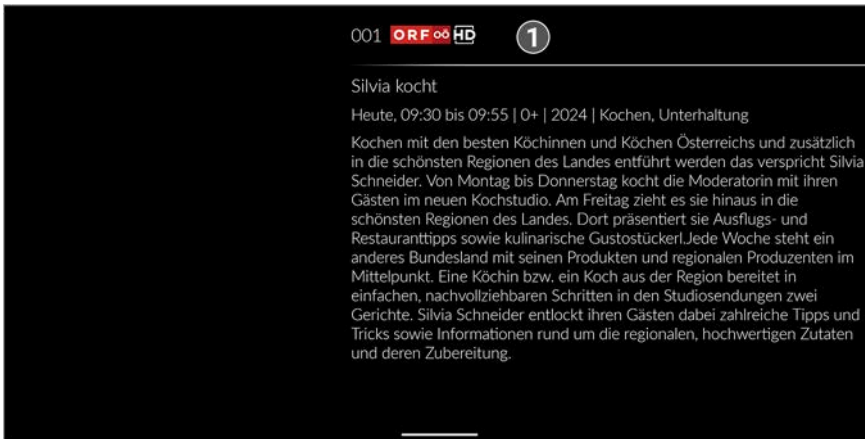 001 ORF oö HD 1
Silvia kocht
Heute, 09:30 bis 09:55 | 0+ | 2024 | Kochen, Unterhaltung
Kochen mit den besten Köchinnen und Köchen Österreichs und zusätzlich
in die schönsten Regionen des Landes entführt werden das verspricht Silvia
Schneider. Von Montag bis Donnerstag kocht die Moderatorin mit ihren
Gästen im neuen Kochstudio. Am Freitag zieht es sie hinaus in die
schönsten Regionen des Landes. Dort präsentiert sie Ausflugs- und
Restauranttipps sowie kulinarische Gustostückerl.Jede Woche steht ein
anderes Bundesland mit seinen Produkten und regionalen Produzenten im
Mittelpunkt. Eine Köchin bzw. ein Koch aus der Region bereitet in
einfachen, nachvollziehbaren Schritten in den Studiosendungen zwei
Gerichte. Silvia Schneider entlockt ihren Gästen dabei zahlreiche Tipps und
Tricks sowie Informationen rund um die regionalen, hochwertigen Zutaten
und deren Zubereitung.